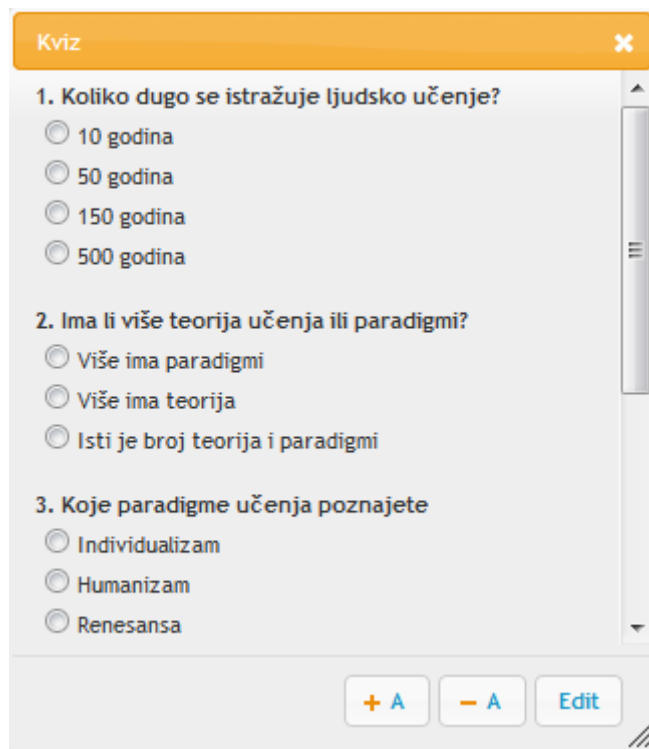 Kviz
1. Koliko dugo se istražuje ljudsko učenje?
10 godina
50 godina
150 godina
500 godina
2. Ima li više teorija učenja ili paradigmi?
Više ima paradigmi
Više ima teorija
Isti je broj teorija i paradigmi
3. Koje paradigme učenja poznajete
Individualizam
Humanizam
Renesansa
+ A – A Edit